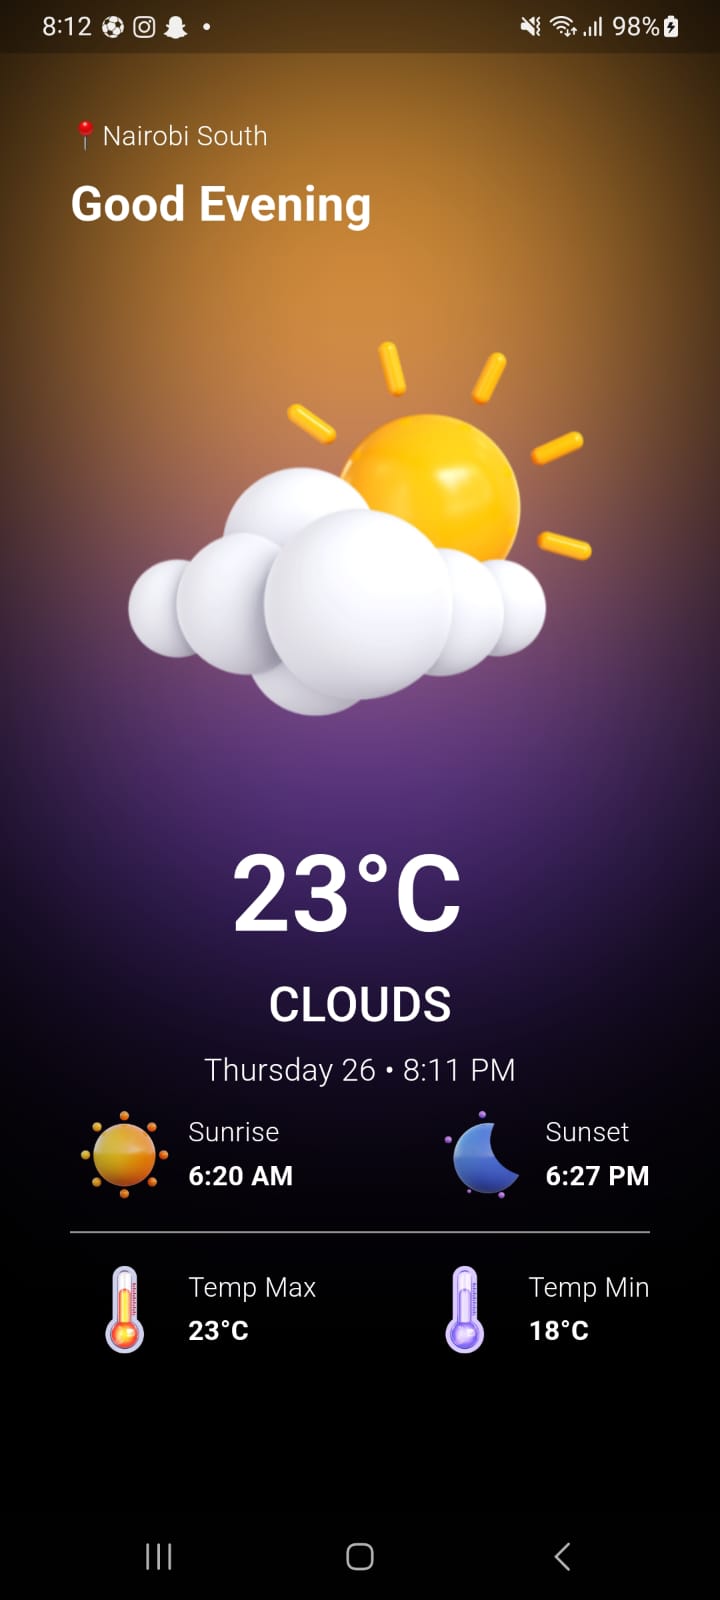 8:12 98%
Nairobi South
Good Evening
23°C
CLOUDS
Thursday 26 • 8:11 PM
Sunrise Sunset
6:20 AM 6:27 PM
Temp Max Temp Min
23°C 18°C